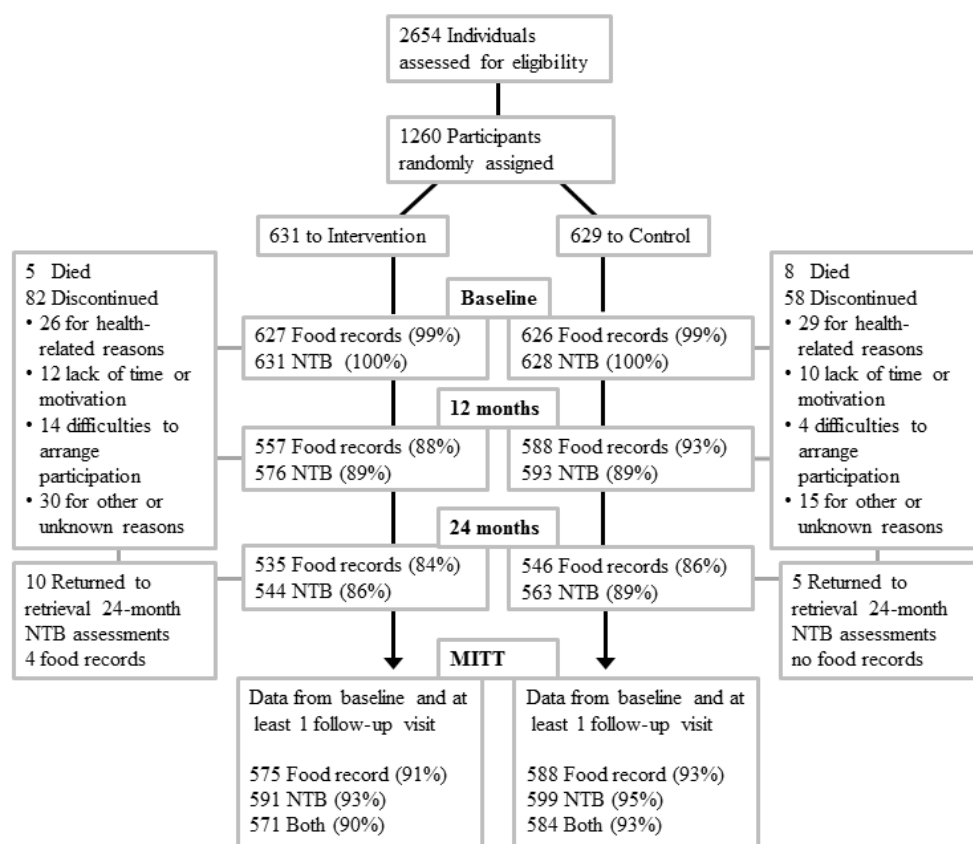 2654 Individuals
assessed for eligibility
1260 Participants
randomly assigned
631 to Intervention
629 to Control
5 Died
82 Discontinued
• 26 for health-
related reasons
• 12 lack of time or
motivation
• 14 difficulties to
arrange
participation
• 30 for other or
unknown reasons
8 Died
58 Discontinued
• 29 for health-
related reasons
• 10 lack of time or
motivation
• 4 difficulties to
arrange
participation
• 15 for other or
unknown reasons
Baseline
627 Food records (99%)
631 NTB (100%)
626 Food records (99%)
628 NTB (100%)
12 months
557 Food records (88%)
576 NTB (89%)
588 Food records (93%)
593 NTB (89%)
24 months
535 Food records (84%)
544 NTB (86%)
546 Food records (86%)
563 NTB (89%)
10 Returned to
retrieval 24-month
NTB assessments
4 food records
5 Returned to
retrieval 24-month
NTB assessments
no food records
MITT
Data from baseline and at
least 1 follow-up visit
575 Food record (91%)
591 NTB (93%)
571 Both (90%)
Data from baseline and at
least 1 follow-up visit
588 Food record (93%)
599 NTB (95%)
584 Both (93%)